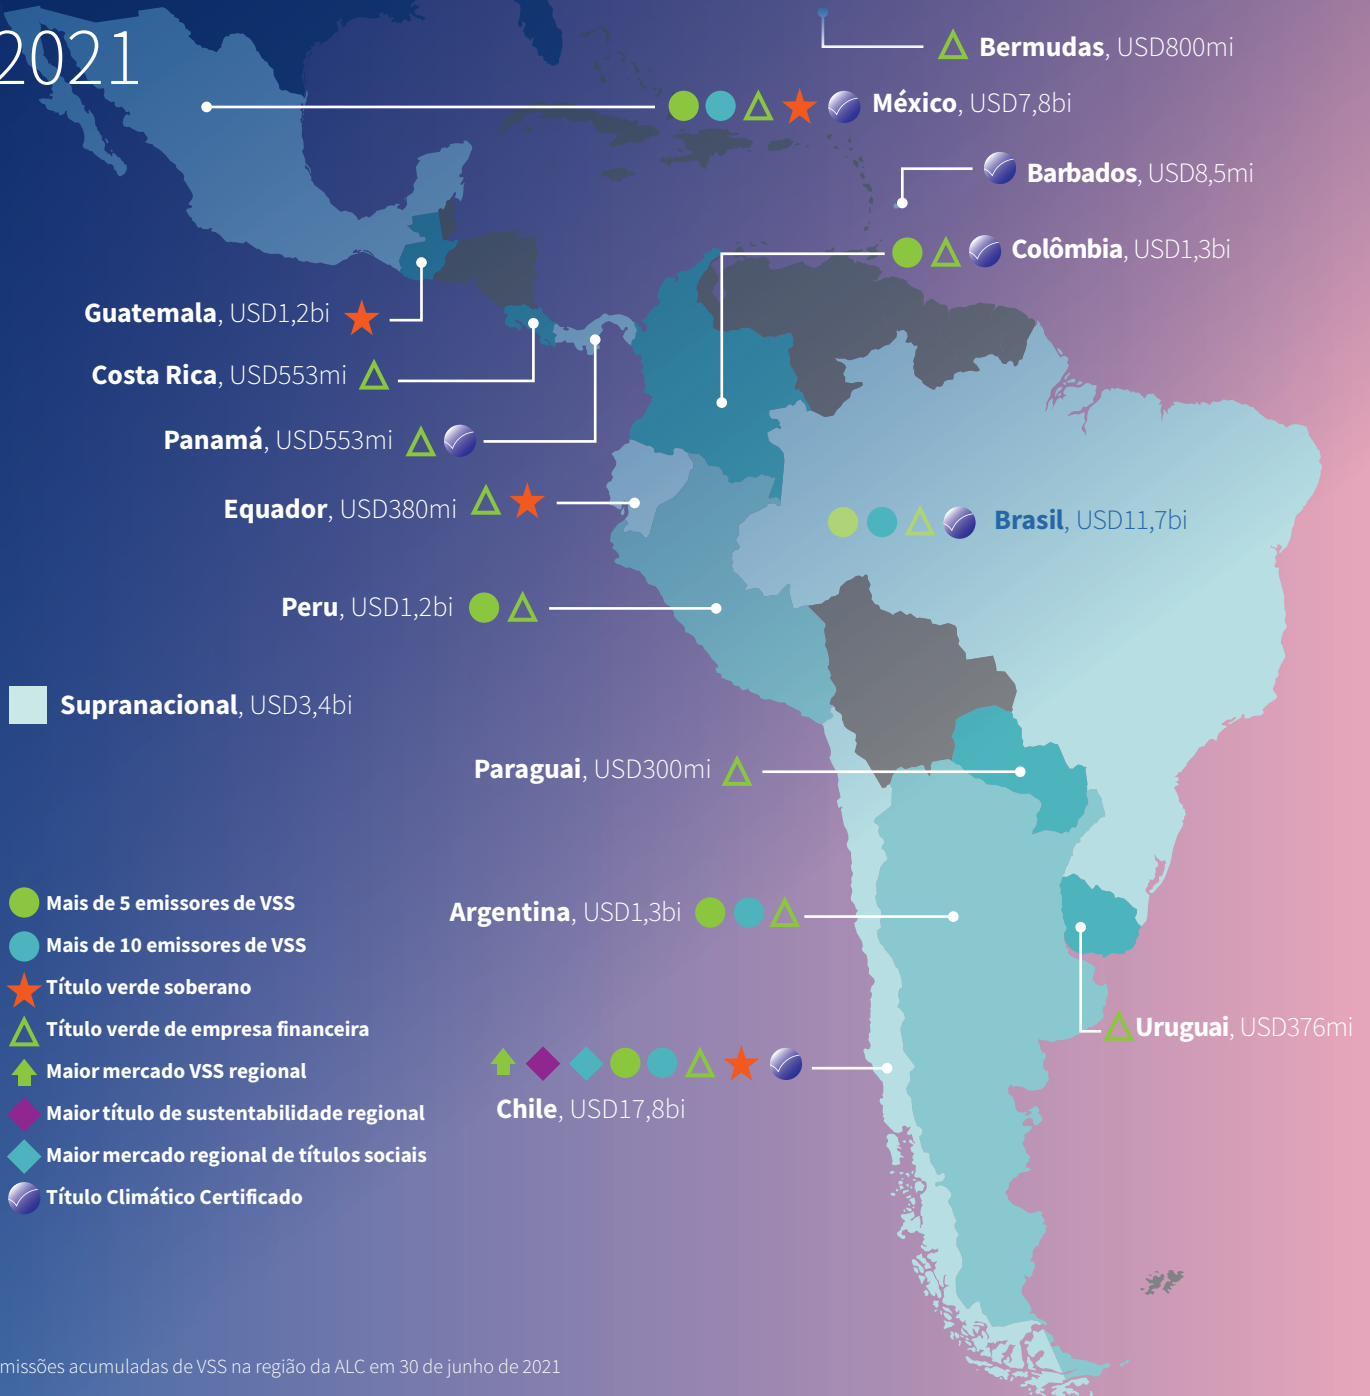 2021
Bermudas, USD800mi
México, USD7,8bi
Barbados, USD8,5mi
Colômbia, USD1,3bi
Guatemala, USD1,2bi
Costa Rica, USD553mi
Panamá, USD553mi
Equador, USD380mi
Brasil, USD11,7bi
Peru, USD1,2bi
Supranacional, USD3,4bi
Paraguai, USD300mi
Argentina, USD1,3bi
Uruguai, USD376mi
Chile, USD17,8bi
Mais de 5 emissores de VSS
Mais de 10 emissores de VSS
Título verde soberano
Título verde de empresa financeira
Maior mercado VSS regional
Maior título de sustentabilidade regional
Maior mercado regional de títulos sociais
Título Climático Certificado
missões acumuladas de VSS na região da ALC em 30 de junho de 2021